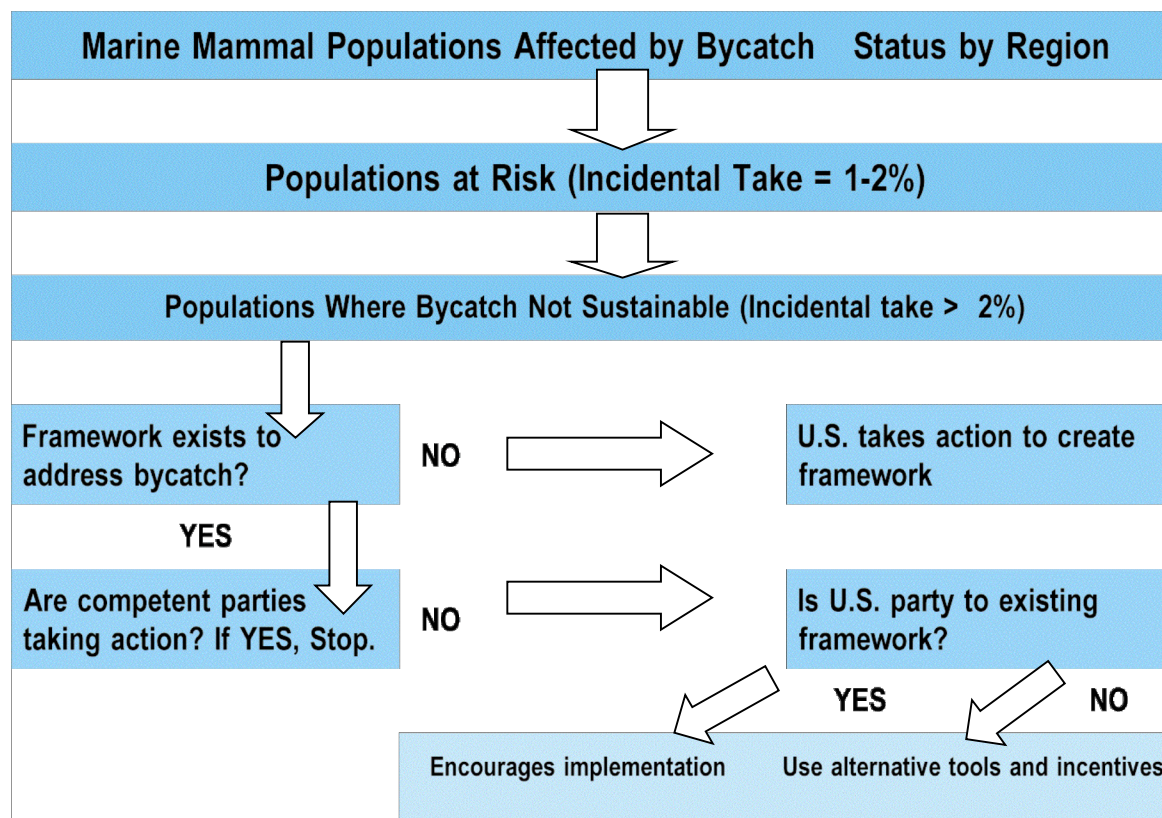 Marine Mammal Populations Affected by Bycatch Status by Region
Populations at Risk (Incidental Take = 1-2%)
Populations Where Bycatch Not Sustainable (Incidental take > 2%)
Framework exists to
address bycatch?
NO
U.S. takes action to create
framework
YES
Are competent parties
taking action? If YES, Stop.
NO
Is U.S. party to existing
framework?
YES
NO
Encourages implementation
Use alternative tools and incentives